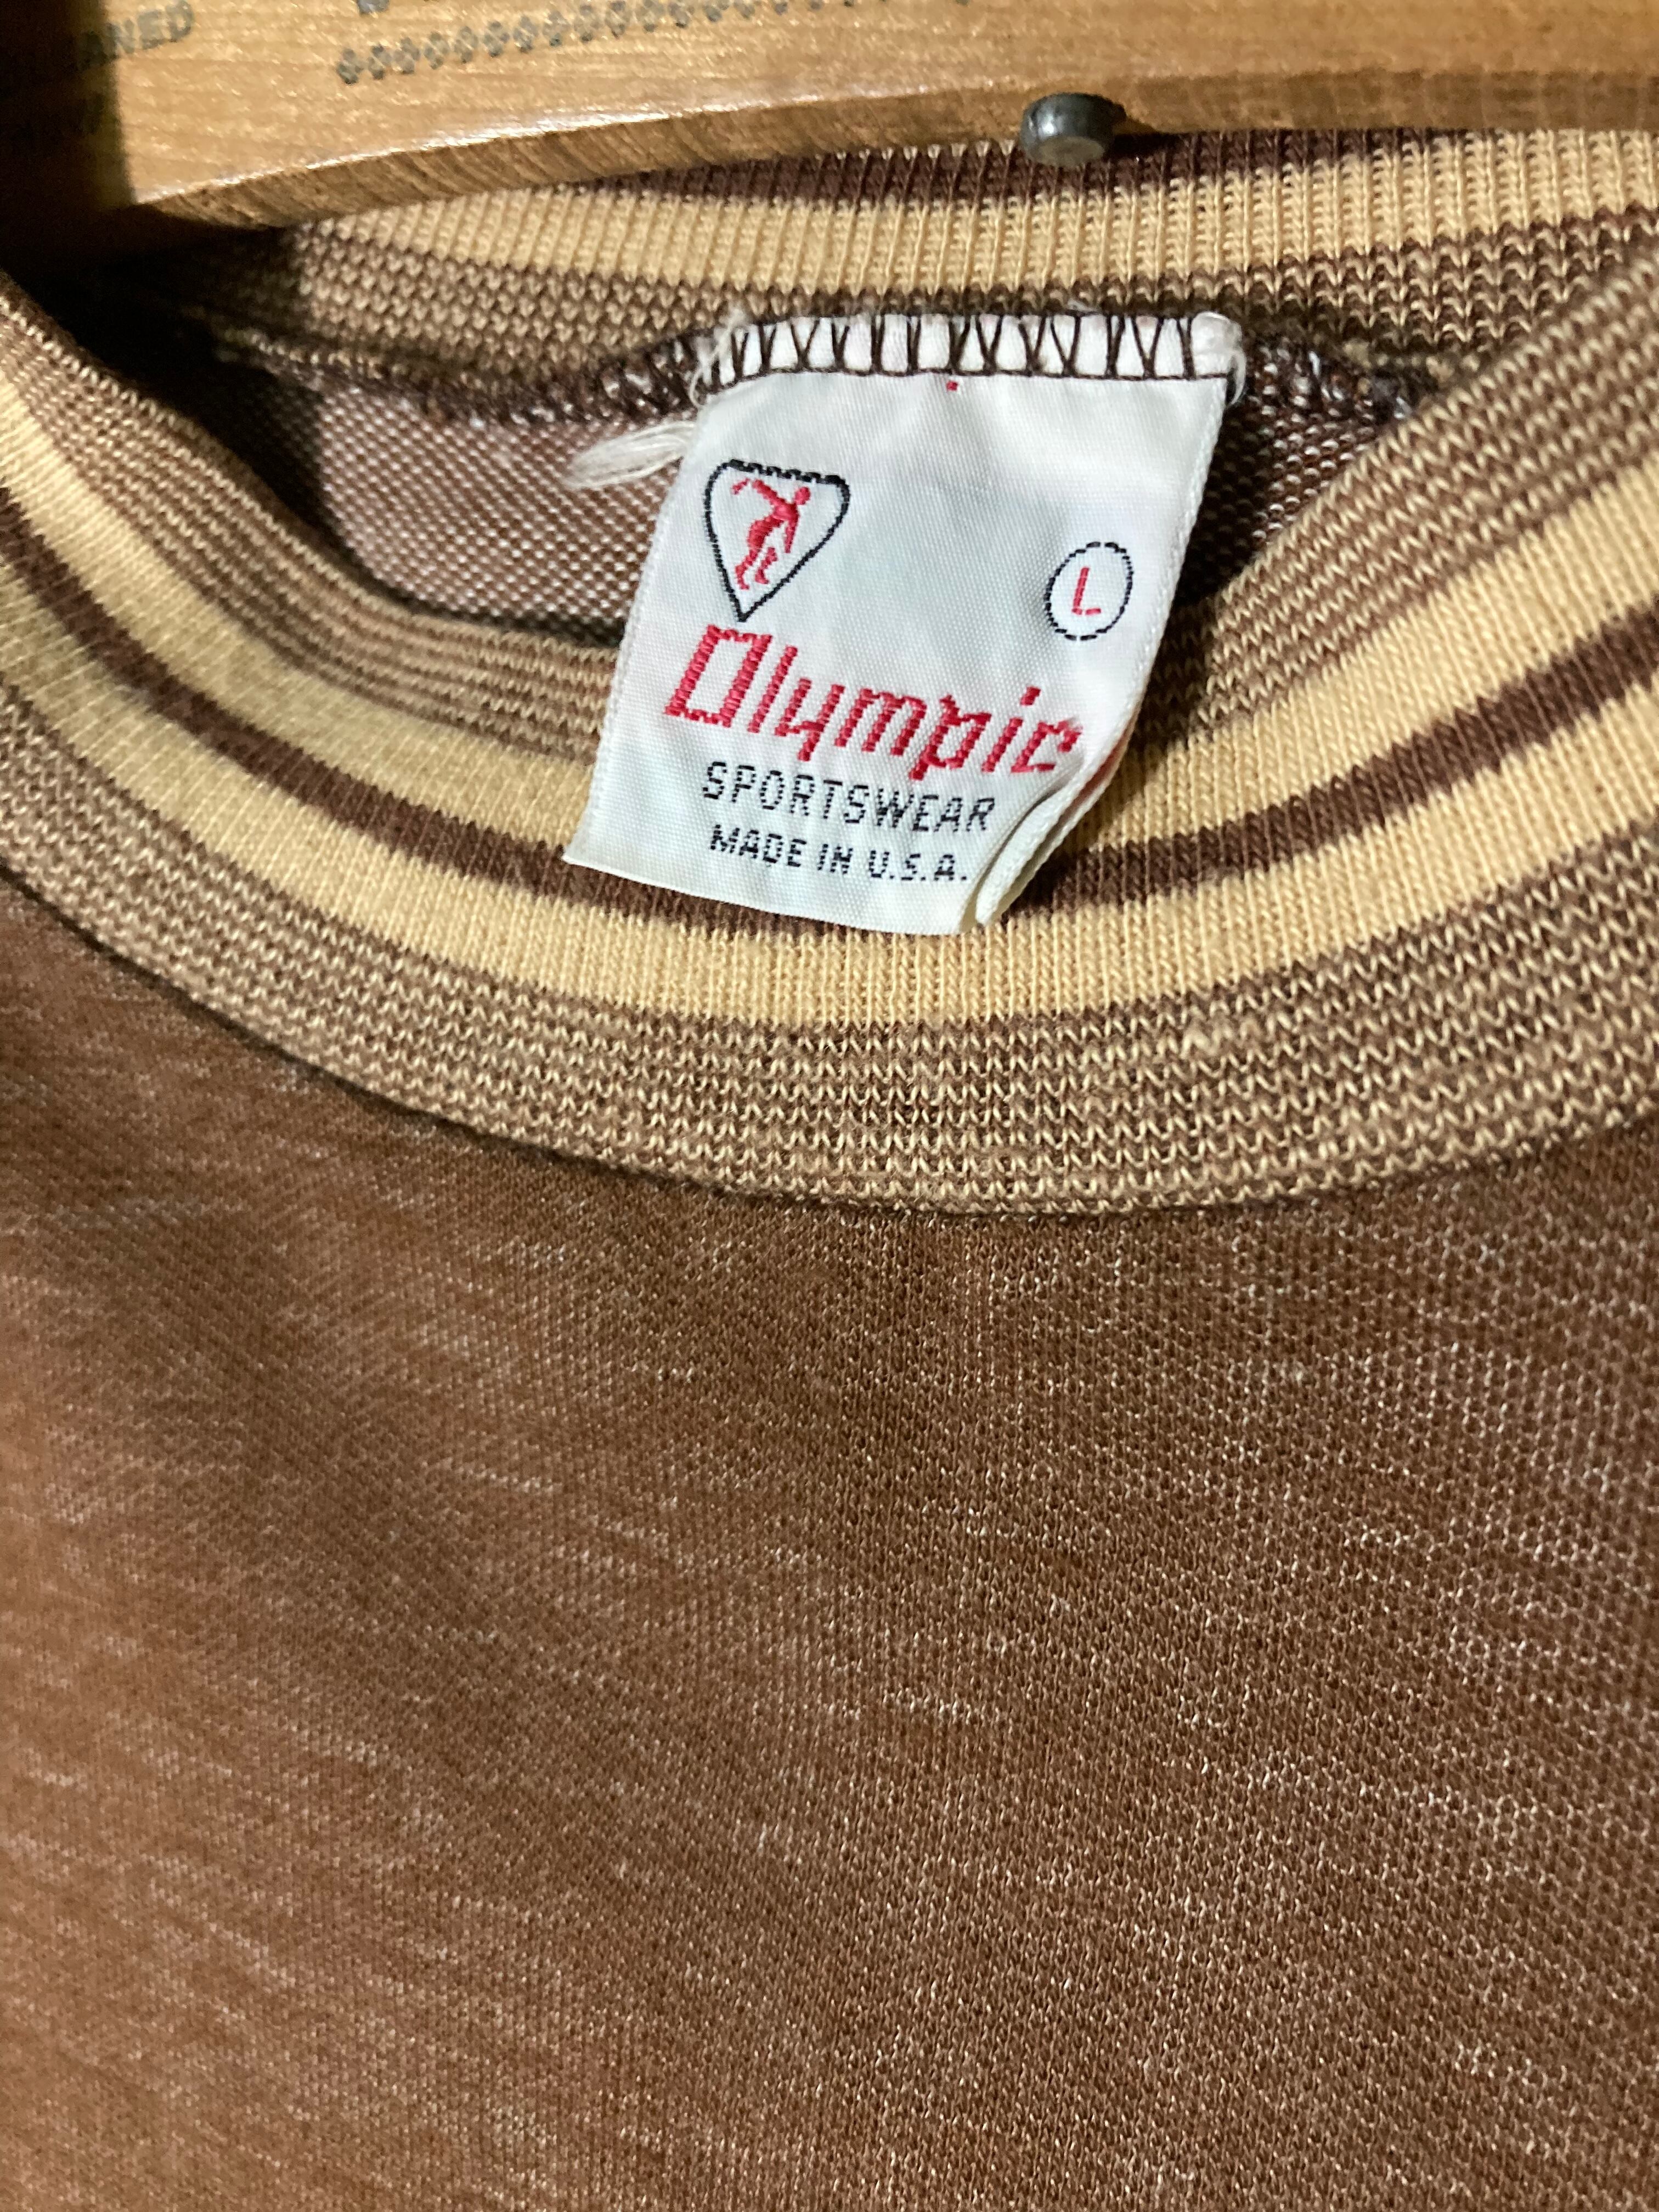 L
Olympic
SPORTSWEAR
MADE IN U.S.A.